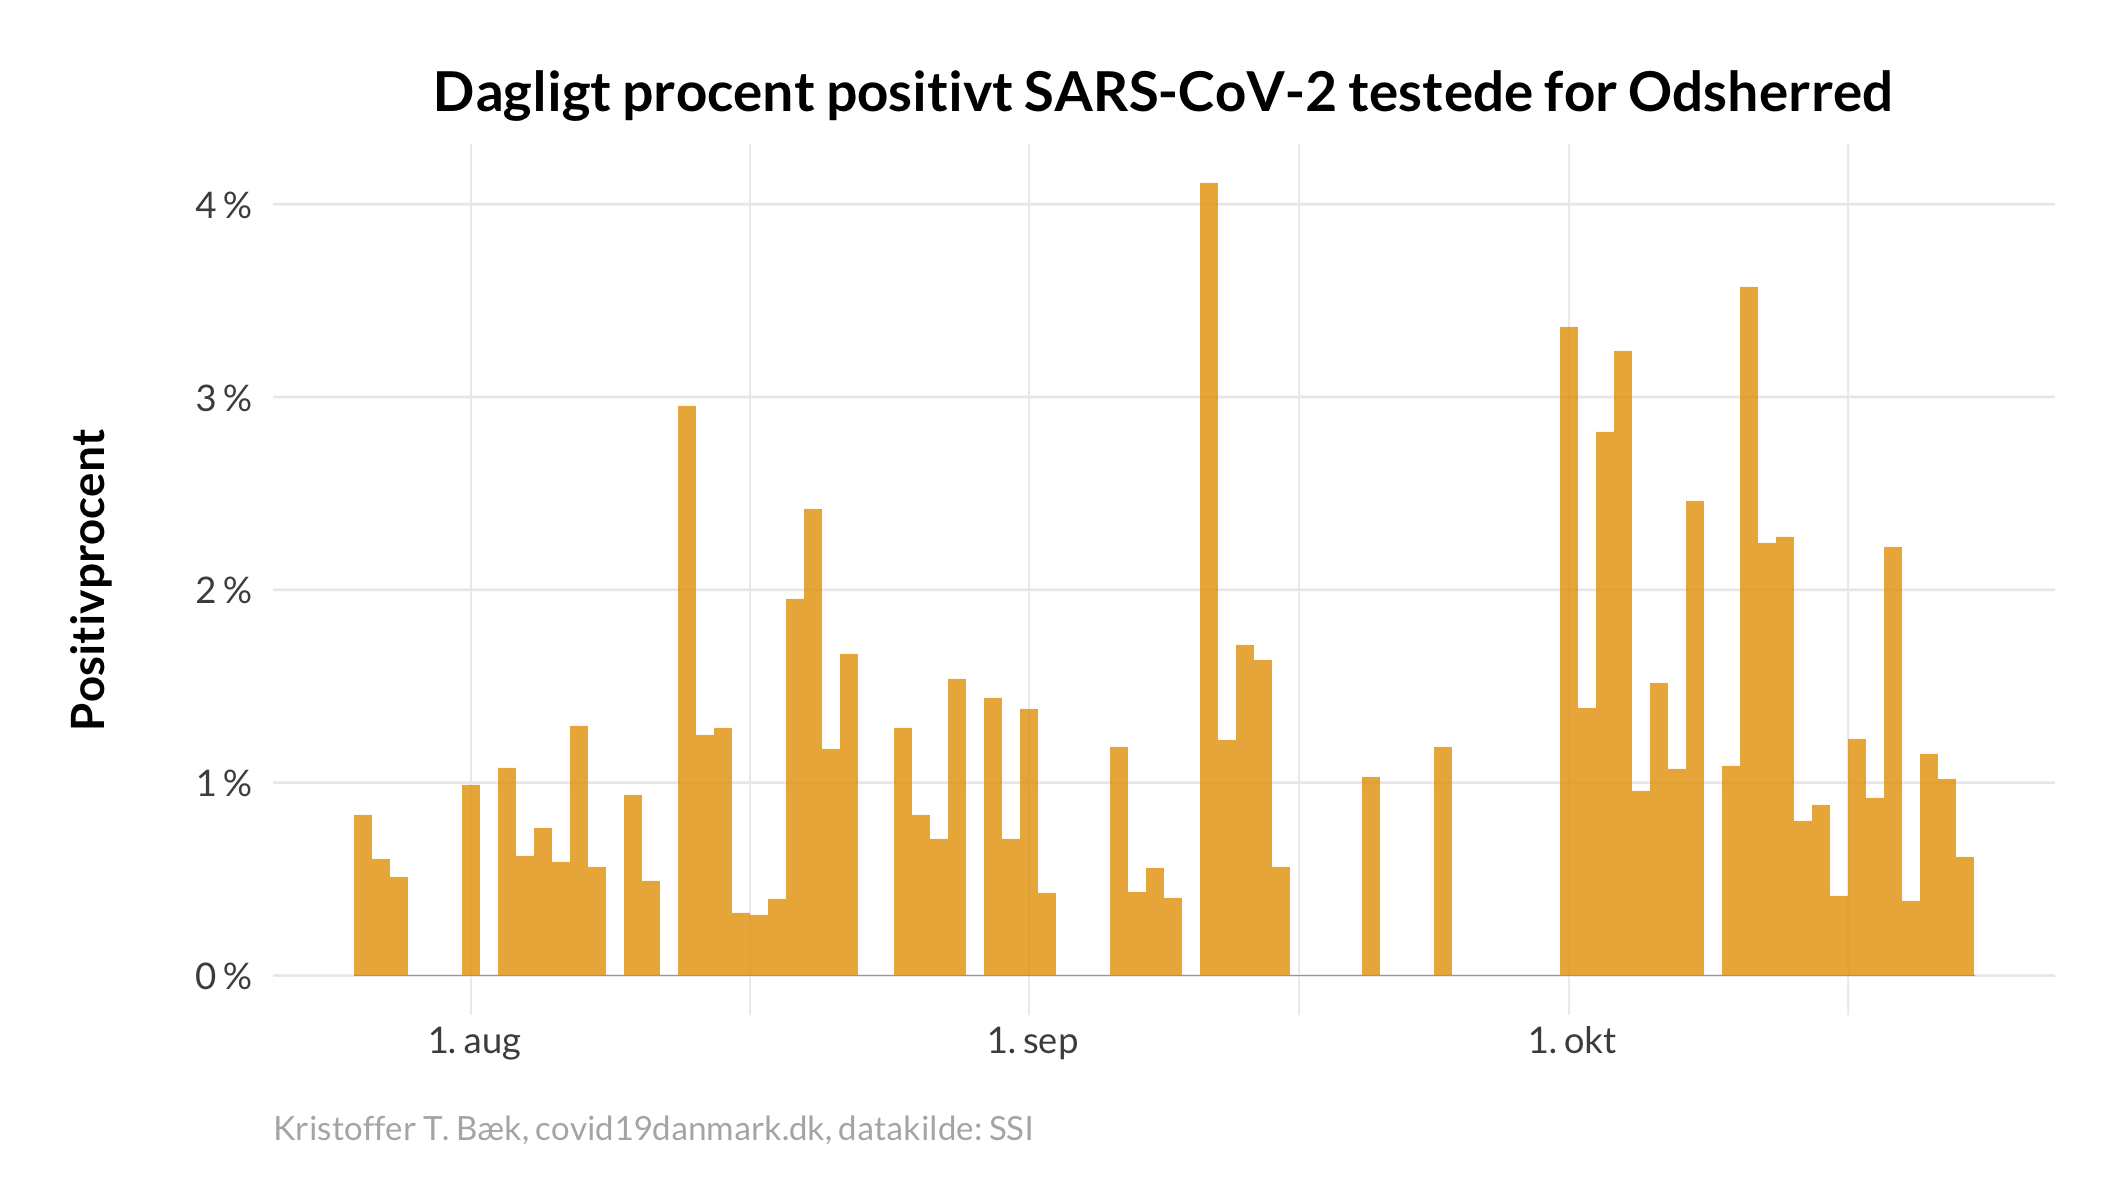 Dagligt procent positivt SARS-CoV-2 testede for Odsherred
Positivprocent
4 %
3 %
2 %
1 %
0 %
1. aug
1. sep
1. okt
Kristoffer T. Bæk, covid19danmark.dk, datakilde: SSI